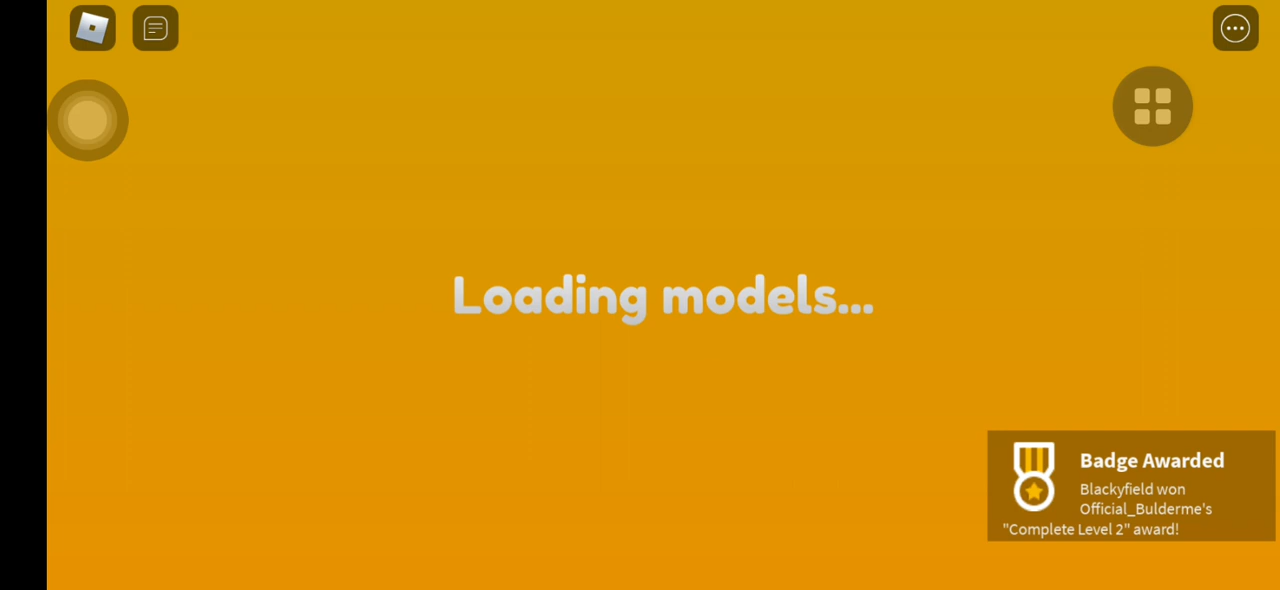 Loading models...
Badge Awarded
Blackyfield won
Official_Bulderme's
"Complete Level 2" award!